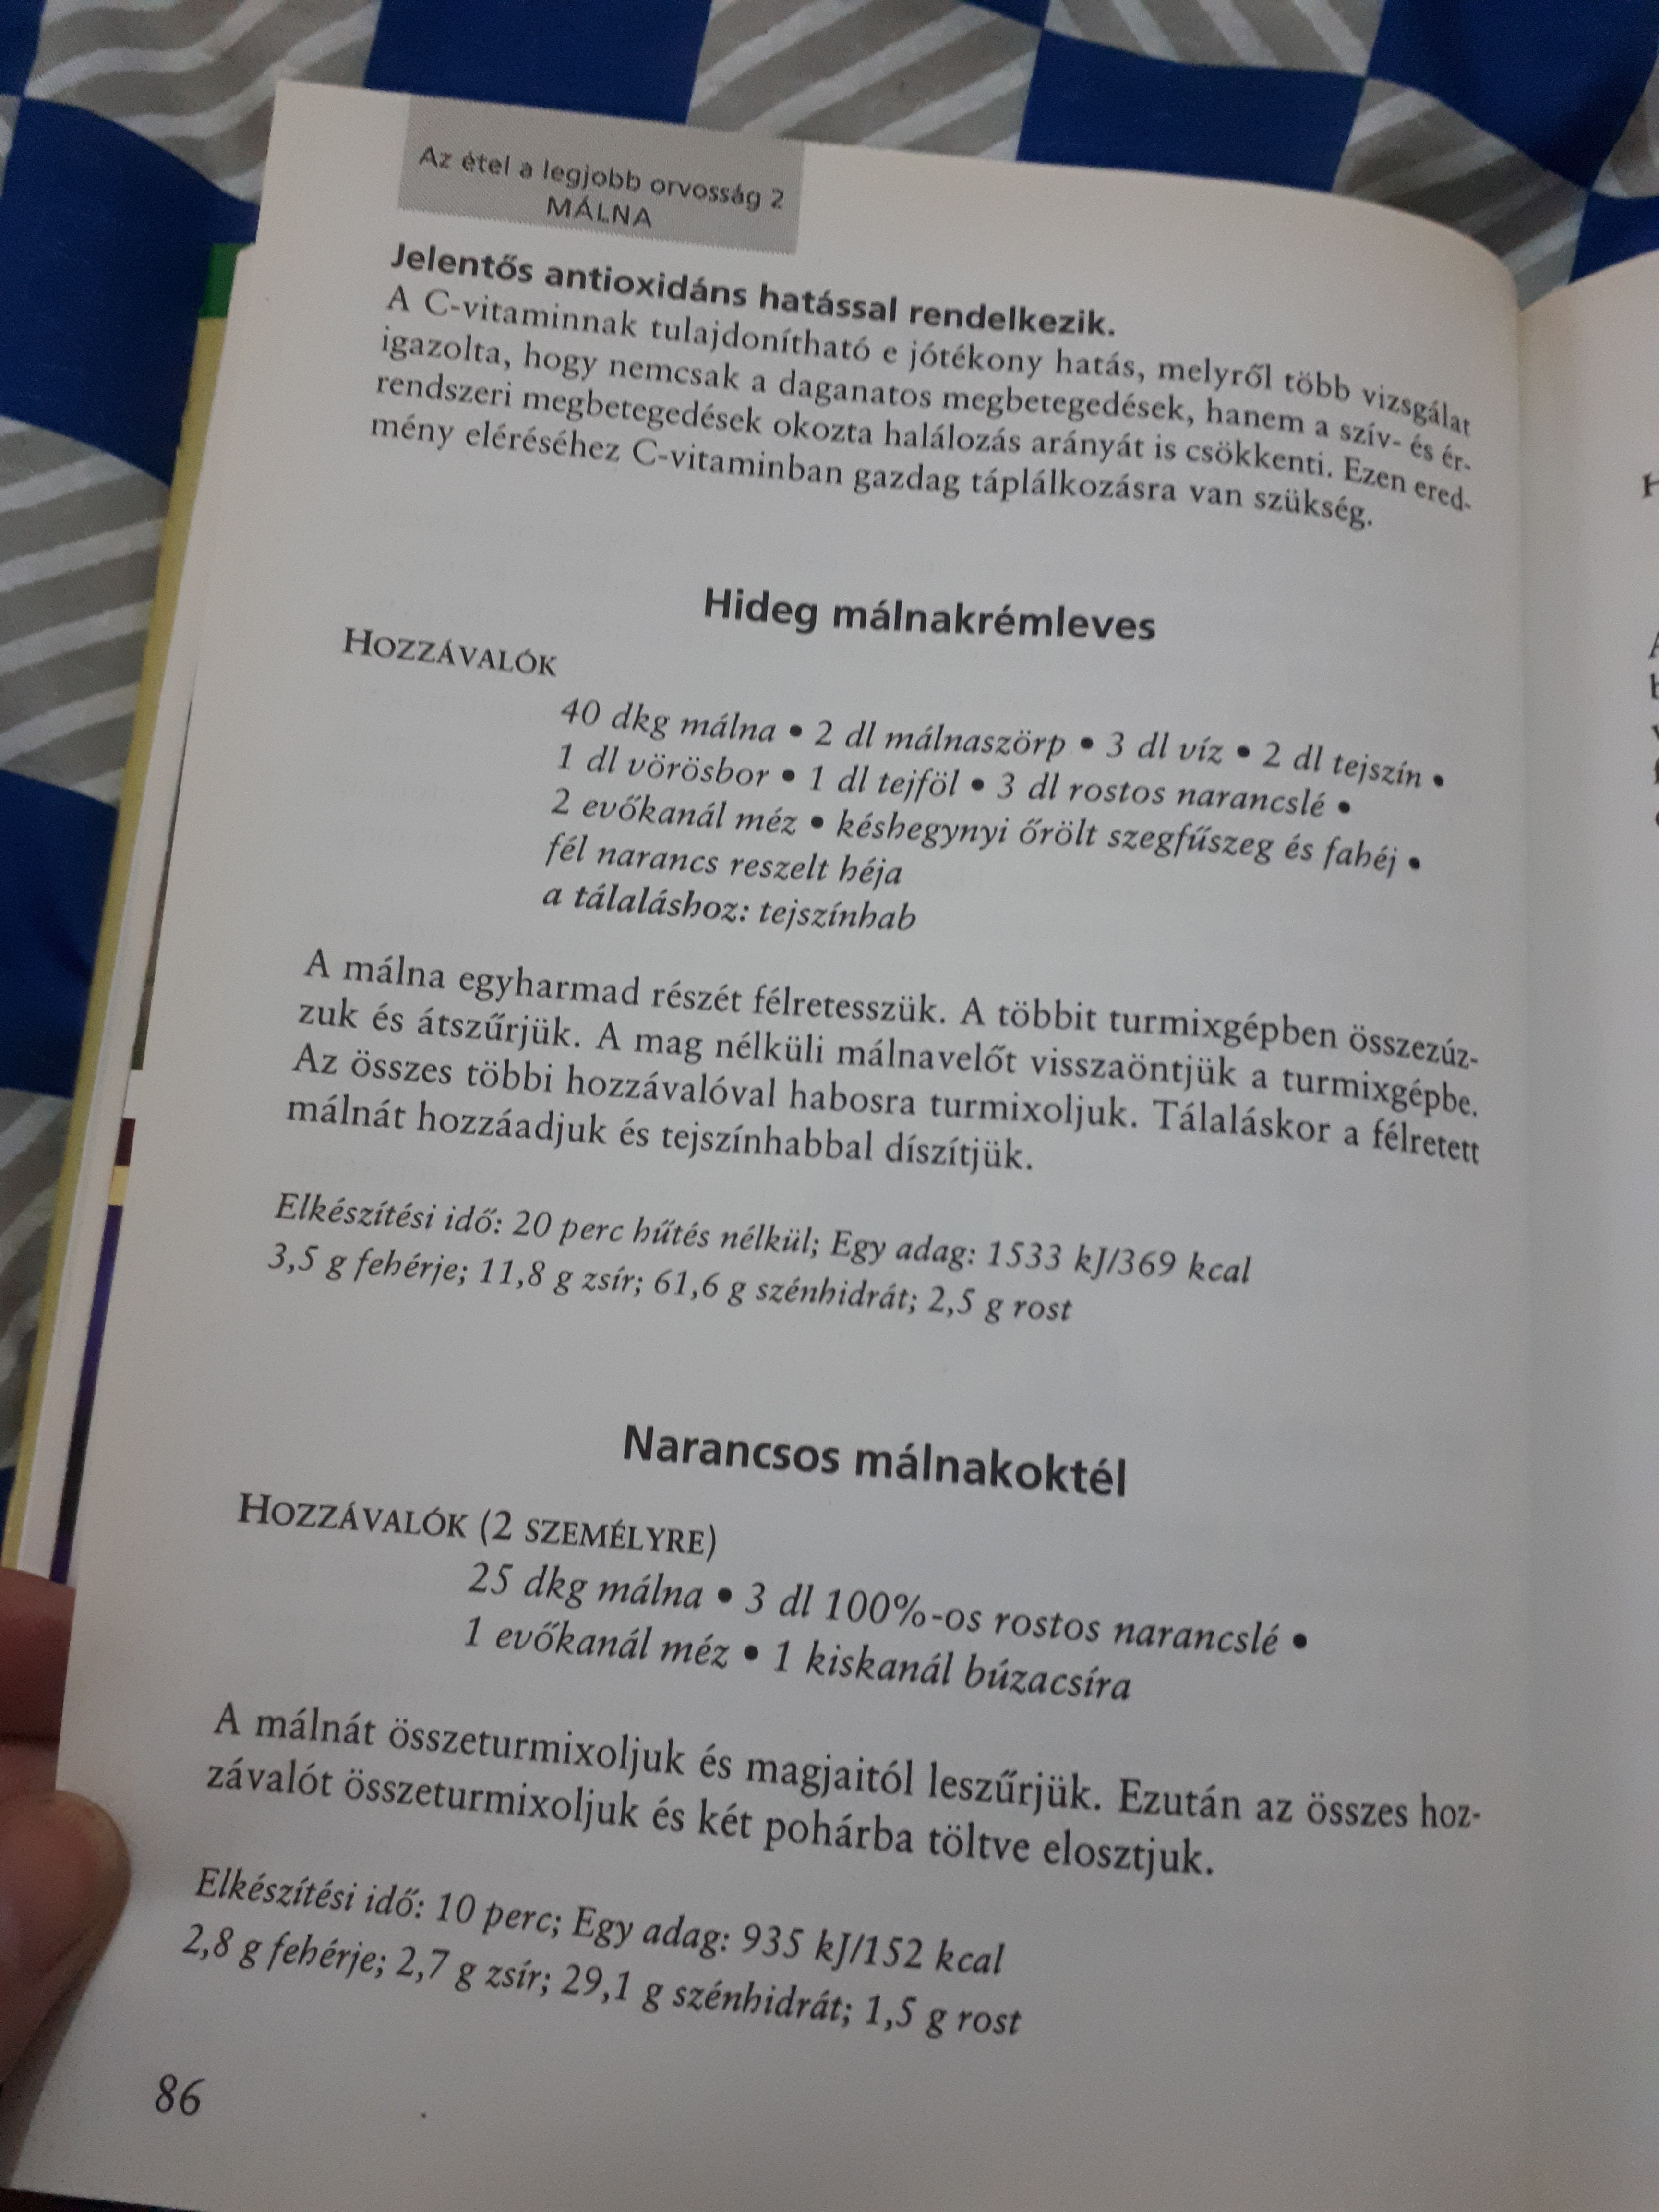 Az étel a legjobb orvosság 2
MÁLNA
Jelentős antioxidáns hatással rendelkezik.
A C-vitaminnak tulajdonítható e jótékony hatás, melyről több vizsgálat
igazolta, hogy nemcsak a daganatos megbetegedések, hanem a szív- és ér-
rendszeri megbetegedések okozta halálozás arányát is csökkenti. Ezen ered-
mény eléréséhez C-vitaminban gazdag táplálkozásra van szükség.
Hideg málnakrémleves
HOZZÁVALÓK
40 dkg málna • 2 dl málnaszörp • 3 dl víz • 2 dl tejszín •
1 dl vörösbor • 1 dl tejföl • 3 dl rostos narancslé •
2 evőkanál méz • késhegynyi őrölt szegfűszeg és fahéj •
fél narancs reszelt héja
a tálaláshoz: tejszínhab
A málna egyharmad részét félretesszük. A többit turmixgépben összezúz-
zuk és átszűrjük. A mag nélküli málnavelőt visszaöntjük a turmixgépbe.
Az összes többi hozzávalóval habosra turmixoljuk. Tálaláskor a félretett
málnát hozzáadjuk és tejszínhabbal díszítjük.
Elkészítési idő: 20 perc hűtés nélkül; Egy adag: 1533 kJ/369 kcal
3,5 g fehérje; 11,8 g zsír; 61,6 g szénhidrát; 2,5 g rost
Narancsos málnakoktél
HOZZÁVALÓK (2 SZEMÉLYRE)
25 dkg málna • 3 dl 100%-os rostos narancslé •
1 evőkanál méz • 1 kiskanál búzacsíra
A málnát összeturmixoljuk és magjaitól leszűrjük. Ezután az összes hoz-
závalót összeturmixoljuk és két pohárba töltve elosztjuk.
Elkészítési idő: 10 perc; Egy adag: 935 kJ/152 kcal
2,8 g fehérje; 2,7 g zsír; 29,1 g szénhidrát; 1,5 g rost
86